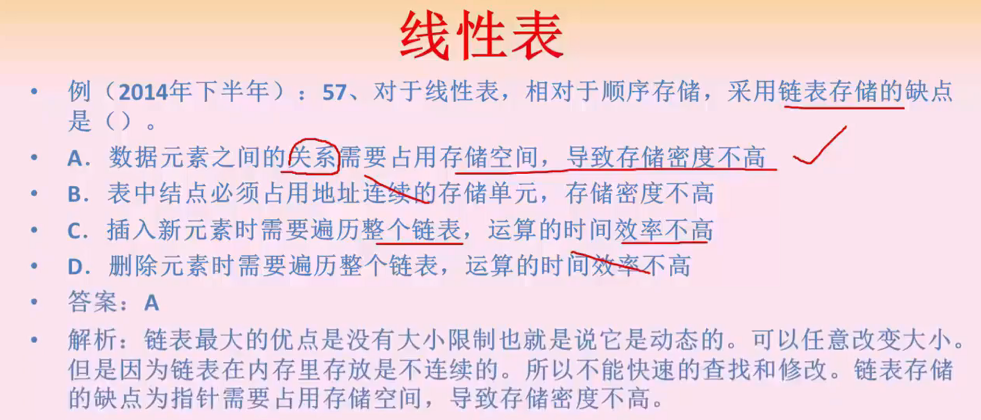 线性表
• 例（2014年下半年）：57、对于线性表，相对于顺序存储，采用链表存储的缺点
是（）。
• A．数据元素之间的关系需要占用存储空间，导致存储密度不高
• B．表中结点必须占用地址连续的存储单元，存储密度不高
• C．插入新元素时需要遍历整个链表，运算的时间效率不高
• D．删除元素时需要遍历整个链表，运算的时间效率不高
• 答案：A
• 解析：链表最大的优点是没有大小限制也就是说它是动态的。可以任意改变大小。
但是因为链表在内存里存放是不连续的。所以不能快速的查找和修改。链表存储
的缺点为指针需要占用存储空间，导致存储密度不高。